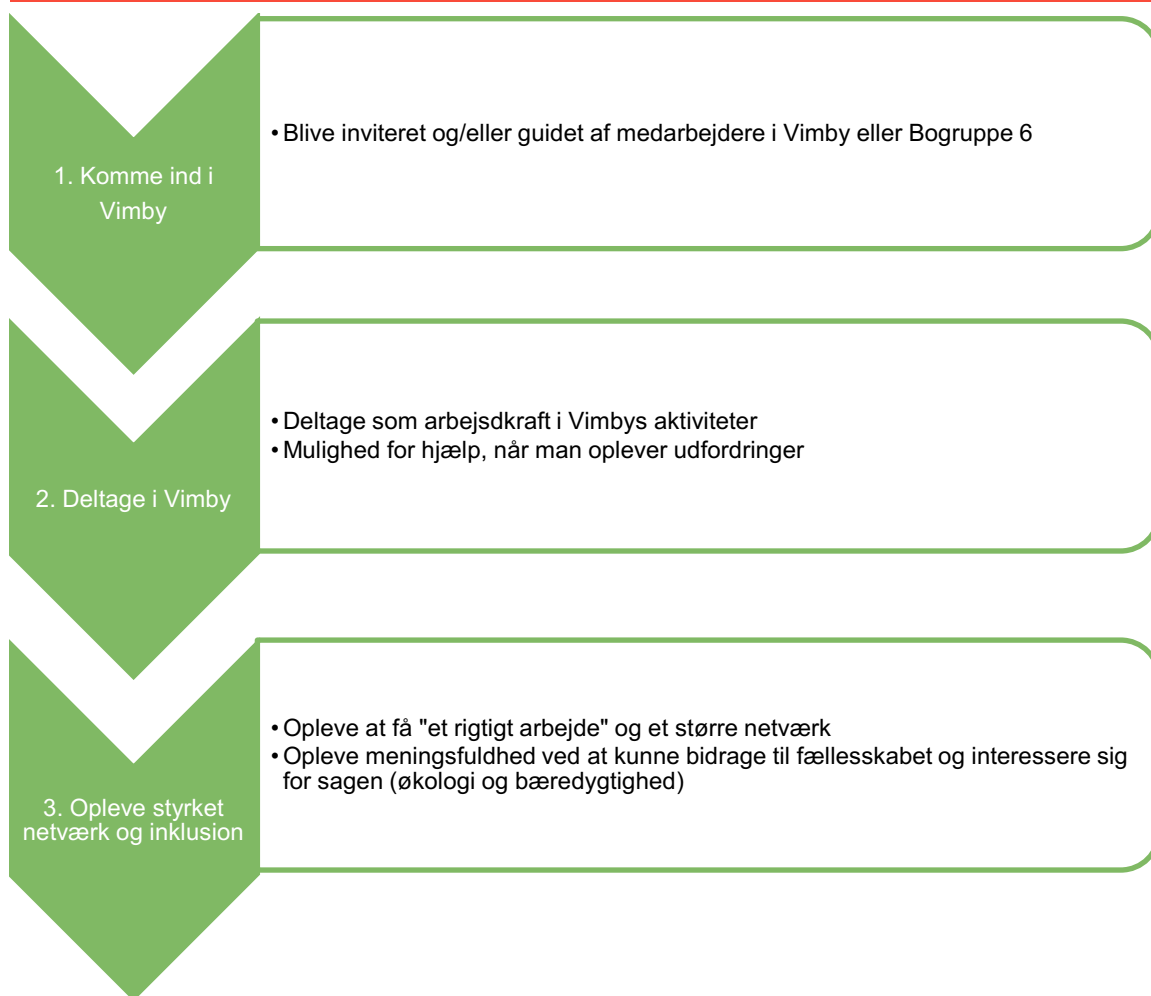 1. Komme ind i
Vimby
• Blive inviteret og/eller guidet af medarbejdere i Vimby eller Bogruppe 6
2. Deltage i Vimby
• Deltage som arbejsdkraft i Vimbys aktiviteter
• Mulighed for hjælp, når man oplever udfordringer
3. Opleve styrket
netværk og inklusion
• Opleve at få "et rigtigt arbejde" og et større netværk
• Opleve meningsfuldhed ved at kunne bidrage til fællesskabet og interessere sig
for sagen (økologi og bæredygtighed)